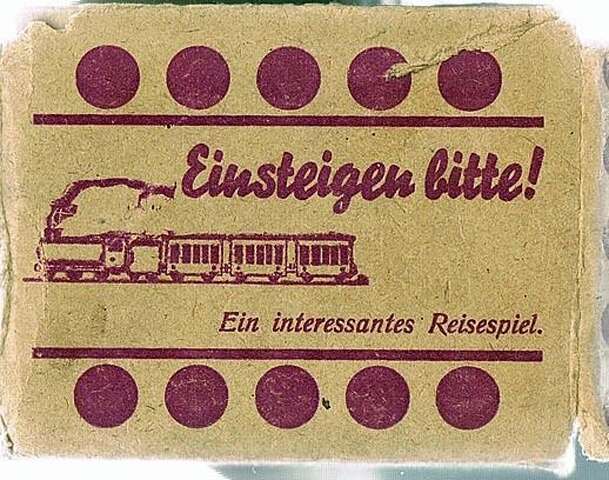 Einsteigen bitte!
Ein interessantes Reisespiel.